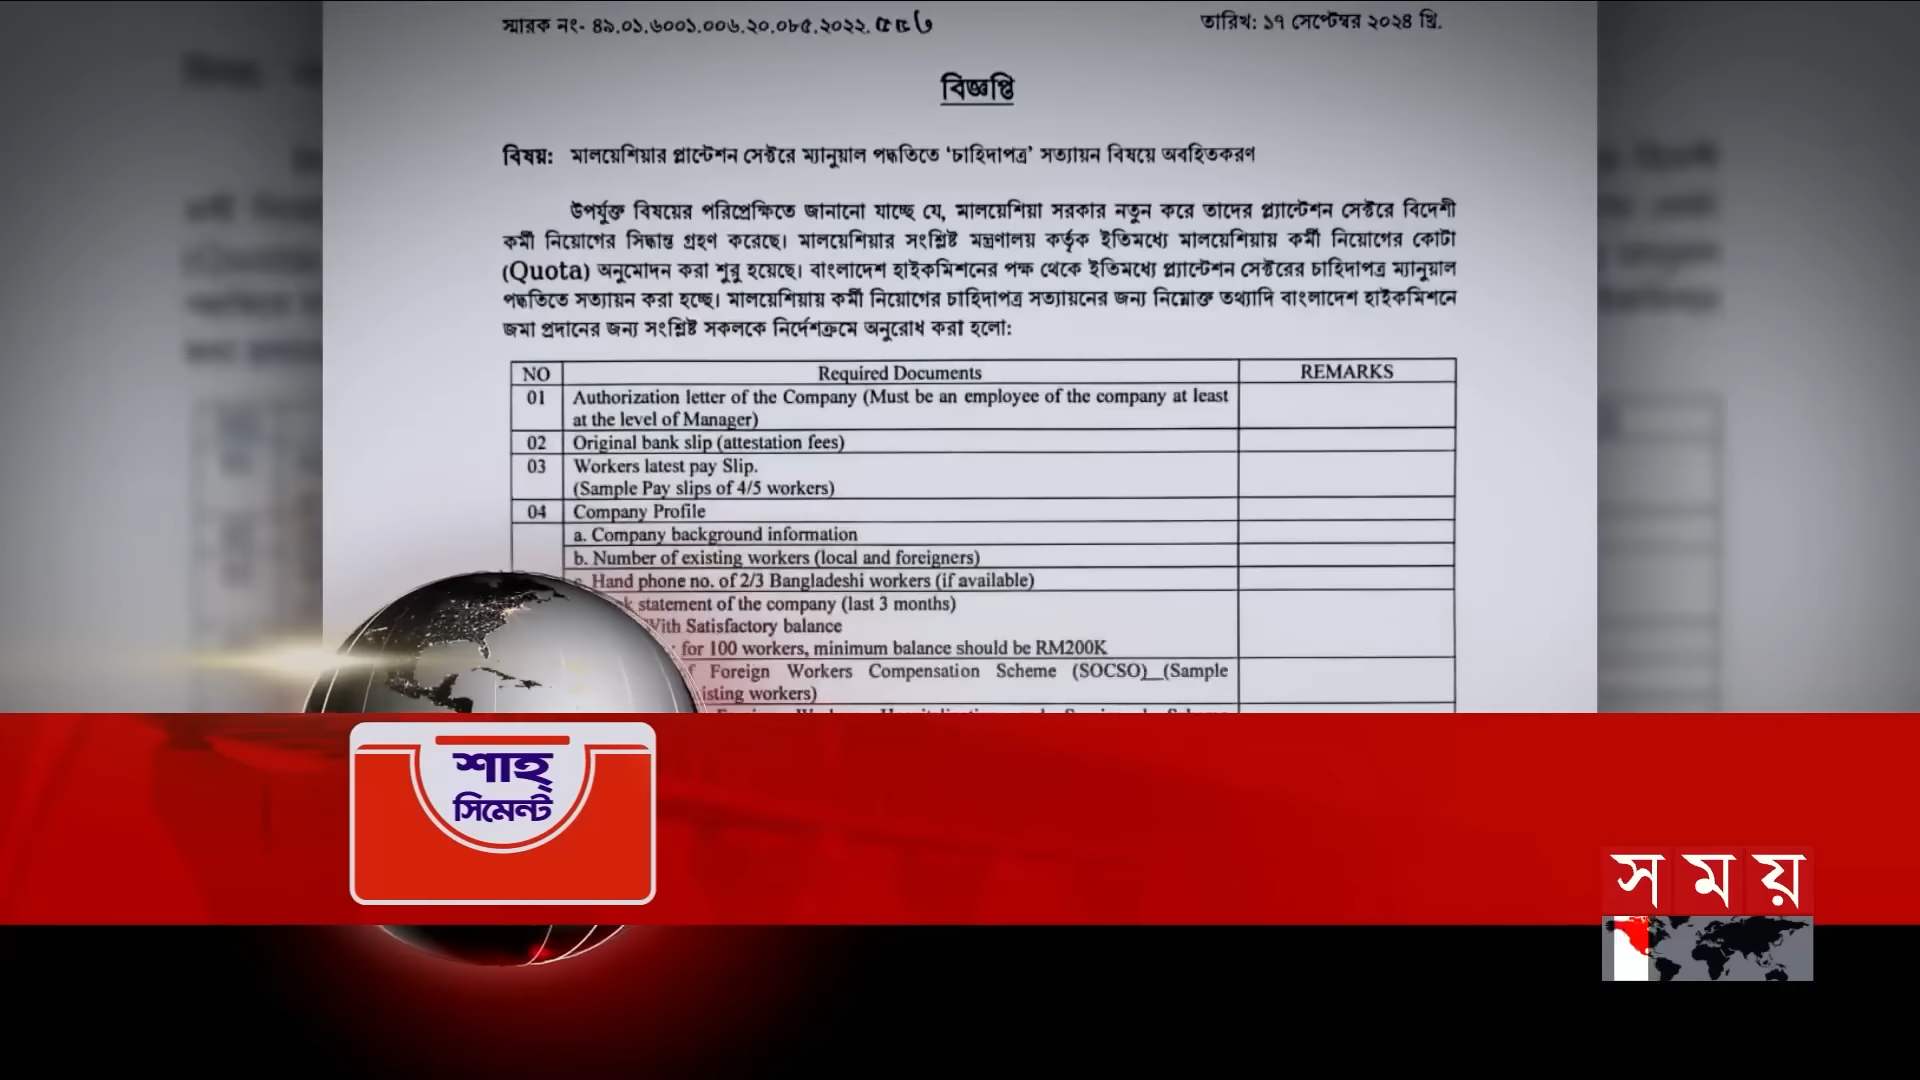 স্মারক নং- ৪৯.০১.৬০০১.০০৬.২০.০৮৫.২০২২.
তারিখ: ১৭ সেপ্টেম্বর ২০২৪ খ্রি.
বিজ্ঞপ্তি
বিষয়: মালয়েশিয়ার প্লান্টেশন সেক্টরে ম্যানুয়াল পদ্ধতিতে ‘চাহিদাপত্র’ সত্যায়ন বিষয়ে অবহিতকরণ
উপর্যুক্ত বিষয়ের পরিপ্রেক্ষিতে জানানো যাচ্ছে যে, মালয়েশিয়া সরকার নতুন করে তাদের প্ল্যান্টেশন সেক্টরে বিদেশী
কর্মী নিয়োগের সিদ্ধান্ত গ্রহণ করেছে। মালয়েশিয়ার সংশ্লিষ্ট মন্ত্রণালয় কর্তৃক ইতিমধ্যে মালয়েশিয়ায় কর্মী নিয়োগের কোটা
(Quota) অনুমোদন করা শুরু হয়েছে। বাংলাদেশ হাইকমিশনের পক্ষ থেকে ইতিমধ্যে প্ল্যান্টেশন সেক্টরের চাহিদাপত্র ম্যানুয়াল
পদ্ধতিতে সত্যায়ন করা হচ্ছে। মালয়েশিয়ায় কর্মী নিয়োগের চাহিদাপত্র সত্যায়নের জন্য নিম্নোক্ত তথ্যাদি বাংলাদেশ হাইকমিশনে
জমা প্রদানের জন্য সংশ্লিষ্ট সকলকে নির্দেশক্রমে অনুরোধ করা হলো:
NO Required Documents REMARKS
01 Authorization letter of the Company (Must be an employee of the company at least
at the level of Manager)
02 Original bank slip (attestation fees)
03 Workers latest pay Slip.
(Sample Pay slips of 4/5 workers)
04 Company Profile
a. Company background information
b. Number of existing workers (local and foreigners)
Hand phone no. of 2/3 Bangladeshi workers (if available)
statement of the company (last 3 months)
With Satisfactory balance
for 100 workers, minimum balance should be RM200K
Foreign Workers Compensation Scheme (SOCSO) (Sample
workers)
শাহ্
সিমেন্ট
সময়